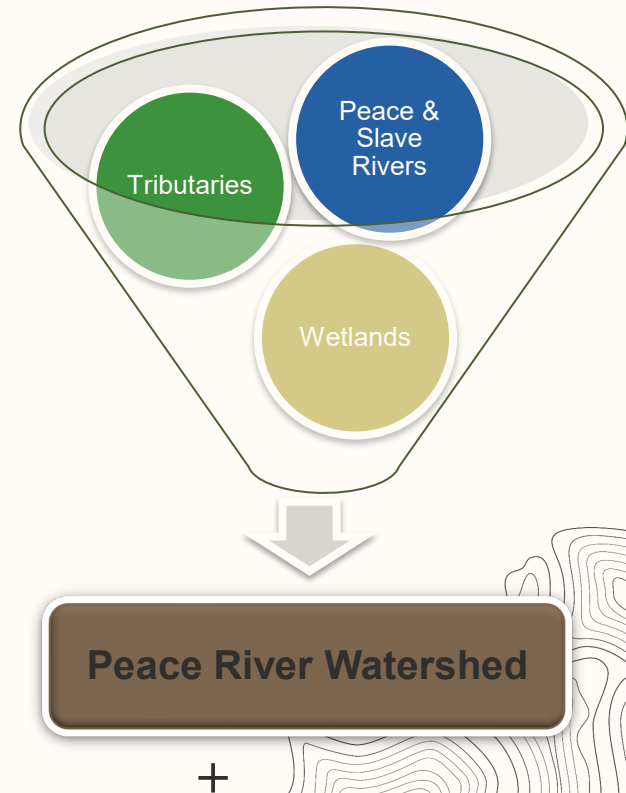 Peace &
Slave
Rivers
Tributaries
Wetlands
Peace River Watershed
+